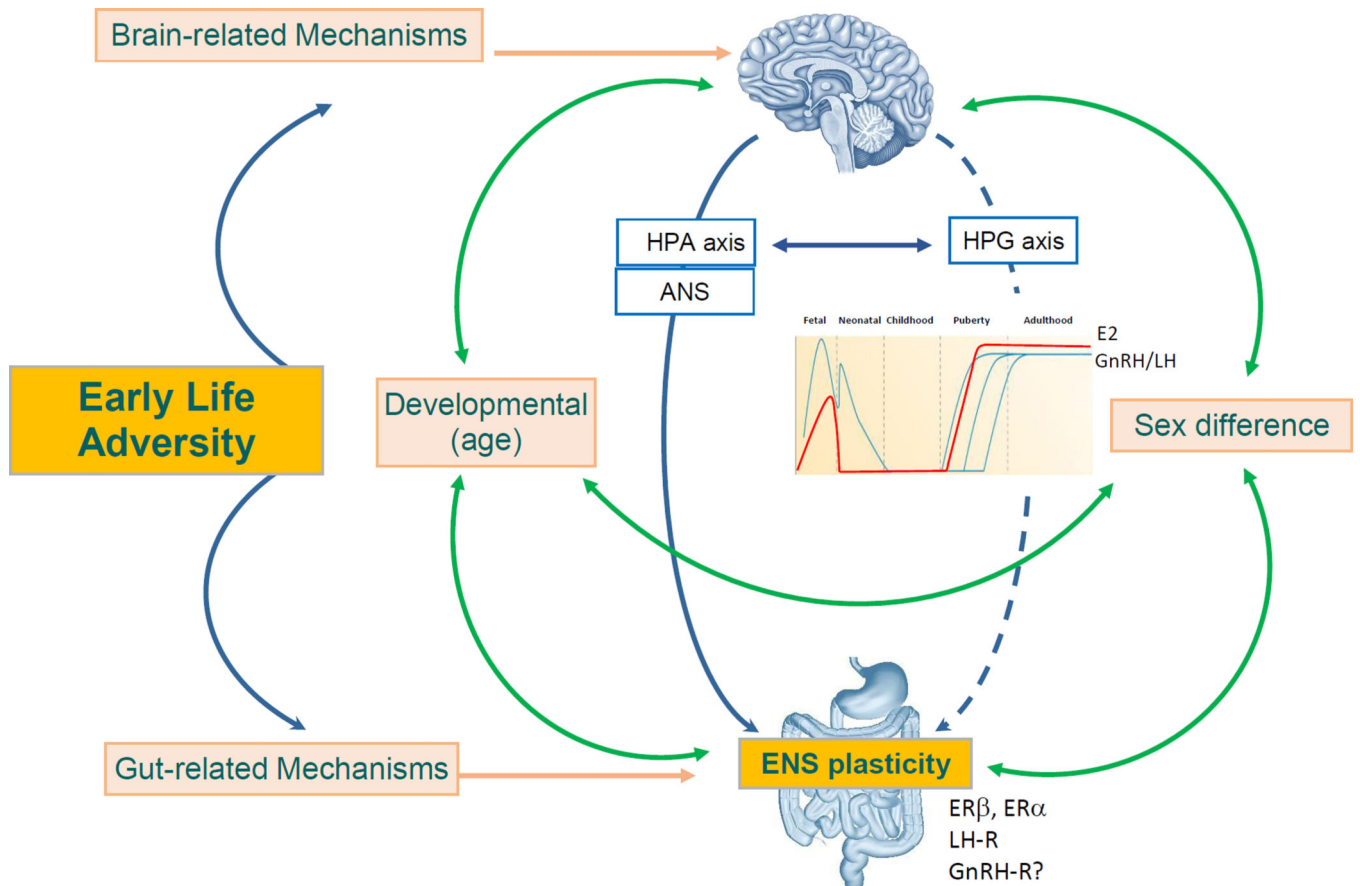 Brain-related Mechanisms
HPA axis
HPG axis
ANS
Fetal Neonatal Childhood Puberty Adulthood
E2
GnRH/LH
Early Life
Adversity
Developmental
(age)
Sex difference
Gut-related Mechanisms
ENS plasticity
ERβ, ERα
LH-R
GnRH-R?